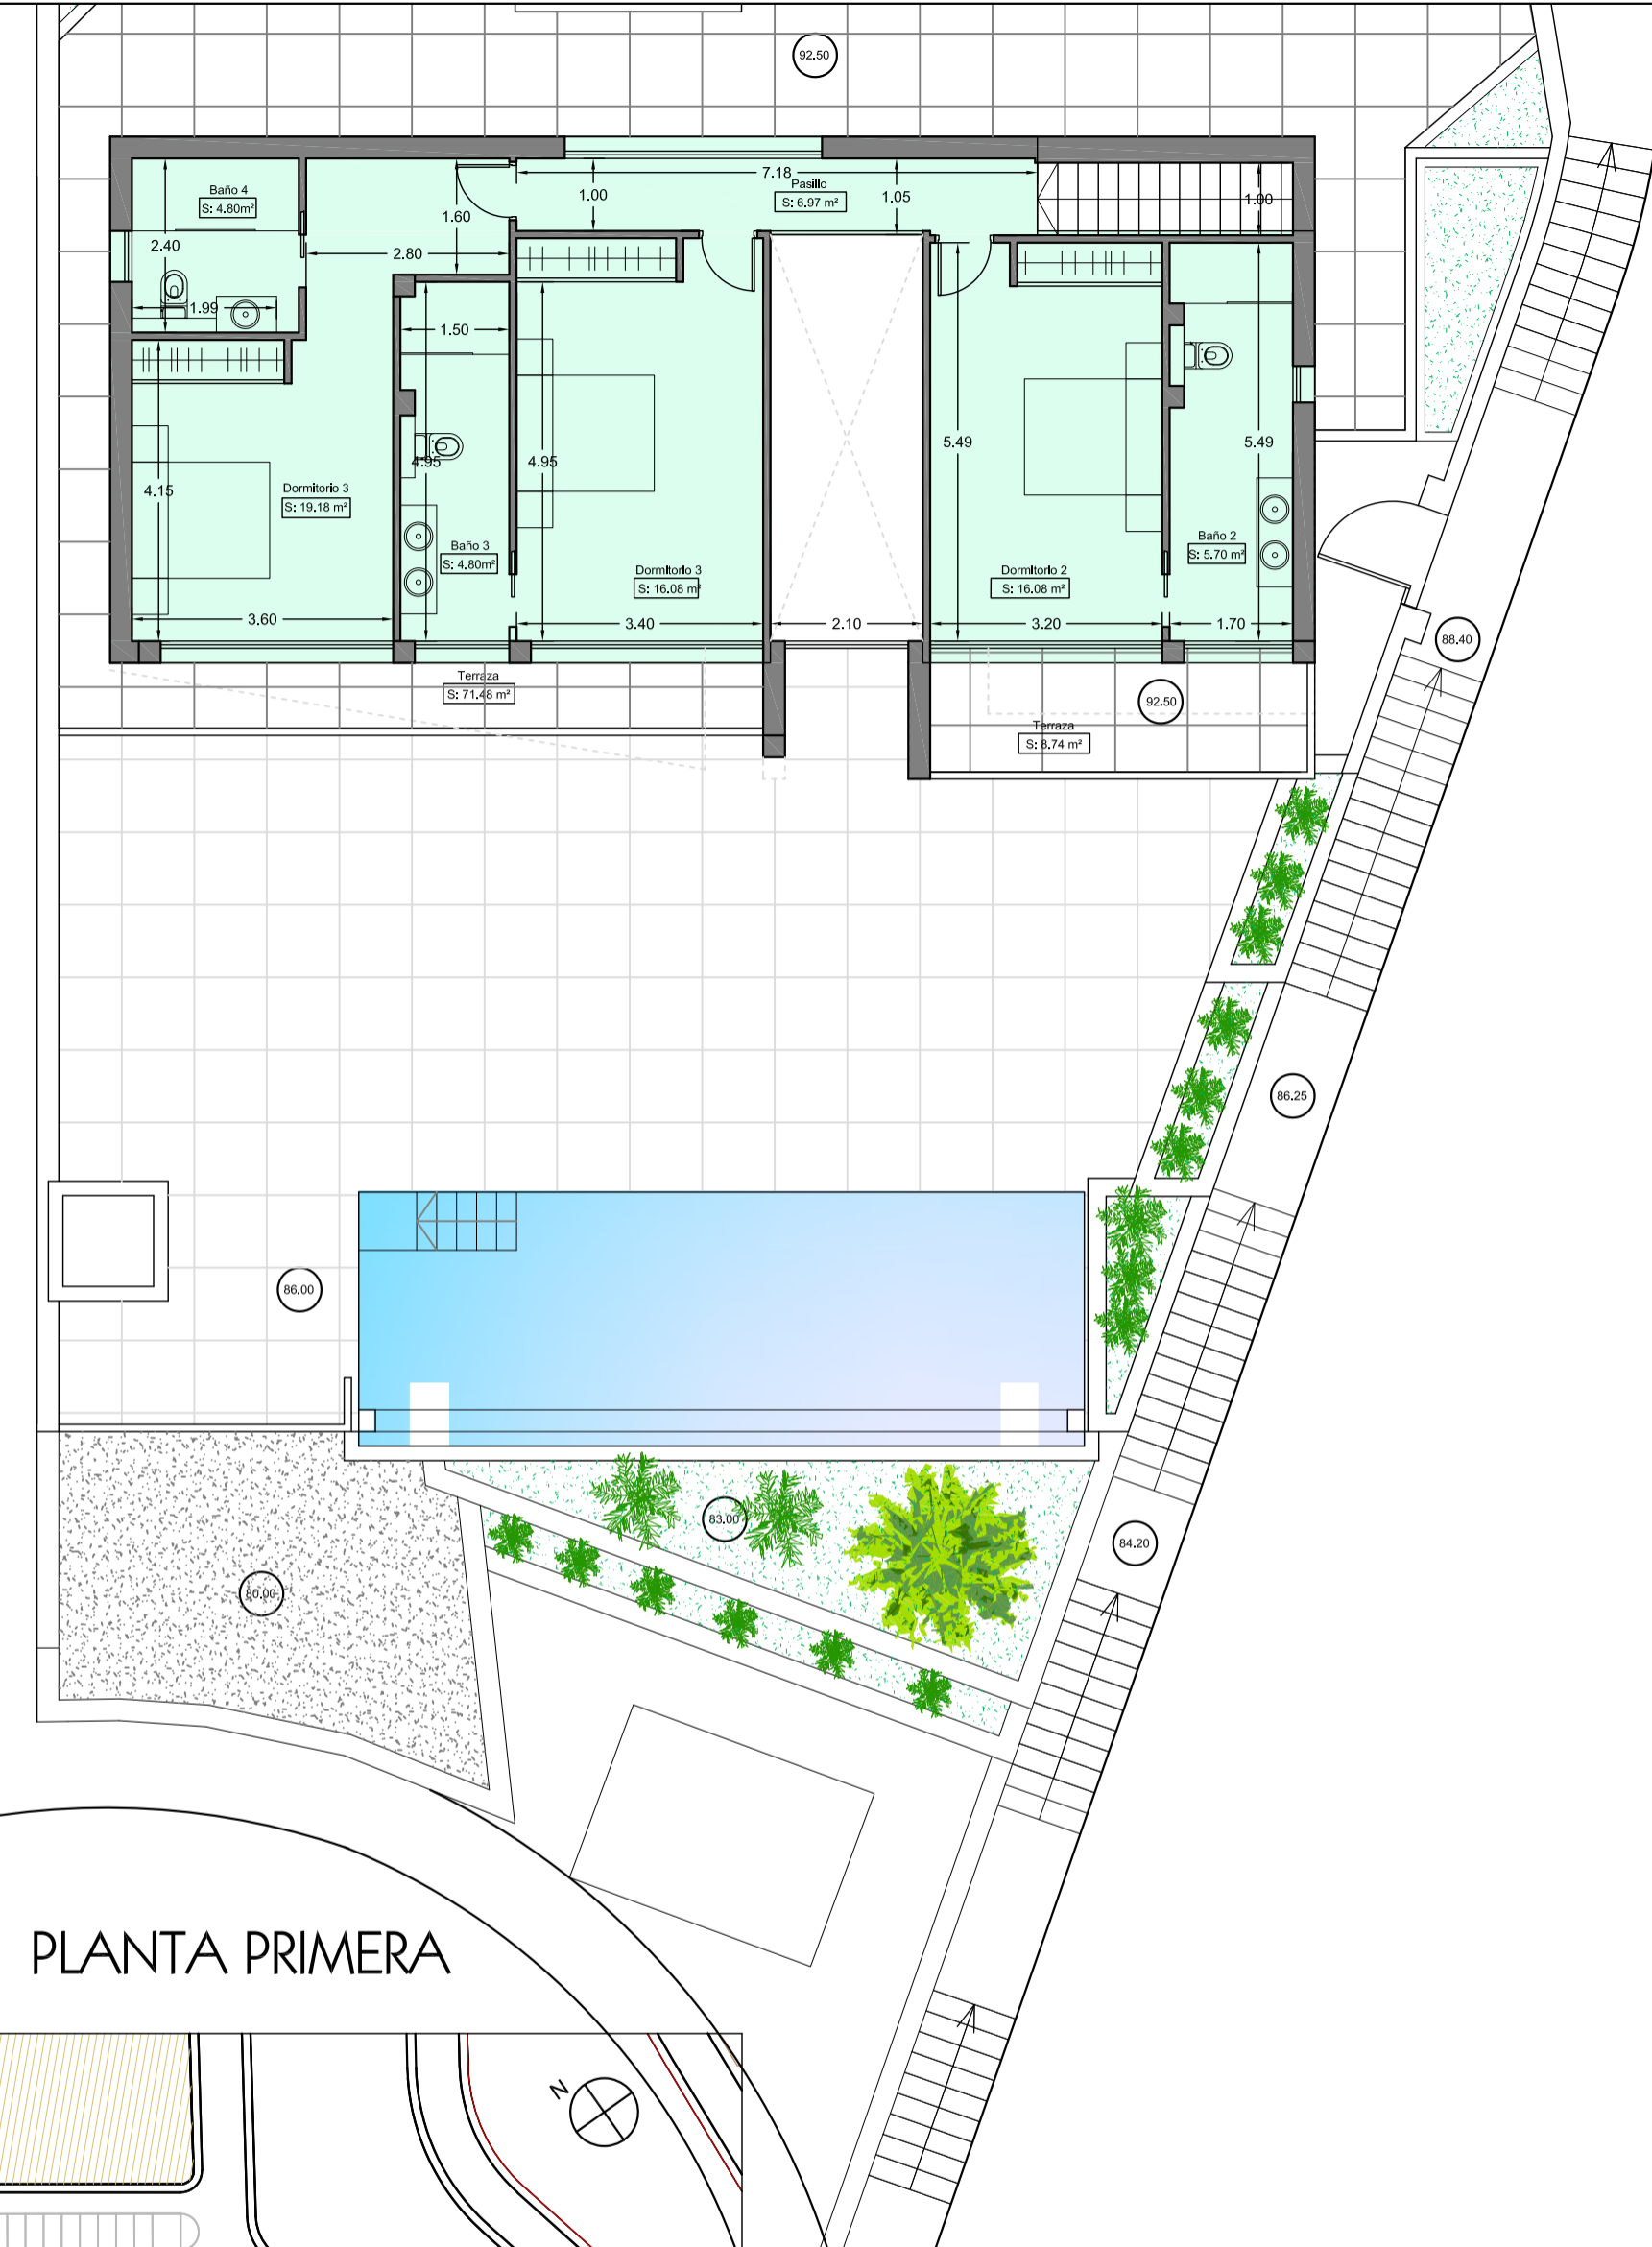 92.50
Baño 4
S: 4.80m²
7.18
Pasillo
S: 6.97 m²
1.00
1.05
1.00
1.60
2.40
2.80
1.99
1.50
4.95
4.95
5.49
5.49
4.15
Dormitorio 3
S: 19.18 m²
Baño 3
S: 4.80m²
Dormitorio 3
S: 16.08 m²
Dormitorio 2
S: 16.08 m²
Baño 2
S: 5.70 m²
3.60
3.40
2.10
3.20
1.70
88.40
Terraza
S: 71.48 m²
92.50
Terraza
S: 8.74 m²
86.25
86.00
83.00
84.20
80.00
PLANTA PRIMERA
N